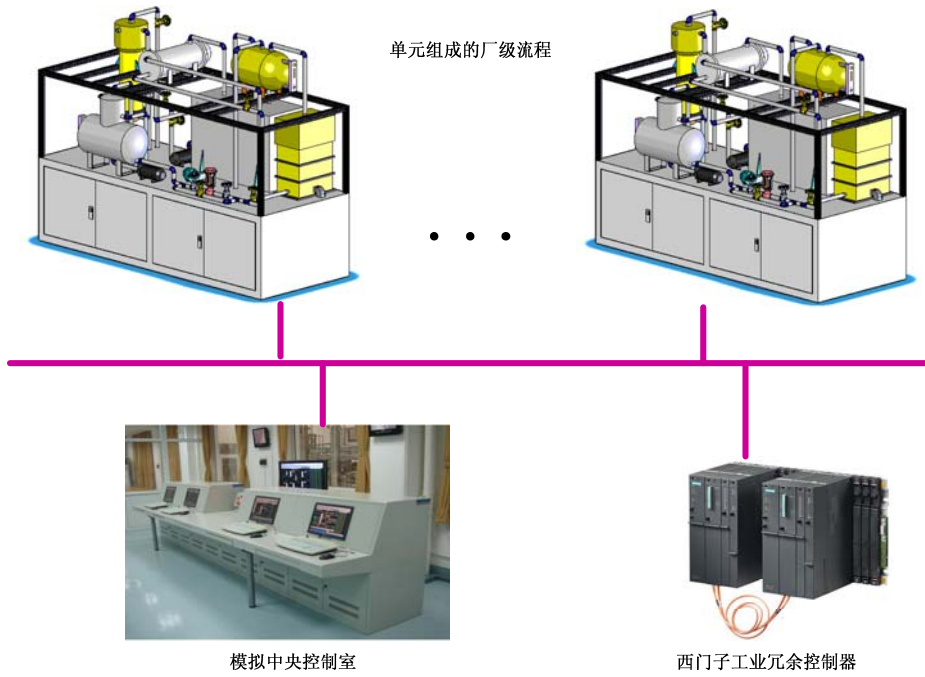 单元组成的厂级流程
模拟中央控制室
西门子工业冗余控制器